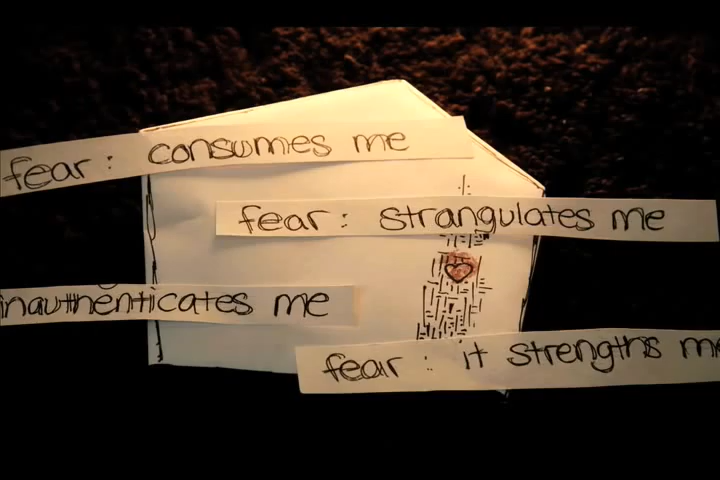 fear: consumes me
fear: strangulates me
inauthenticates me
fear: it strengths me